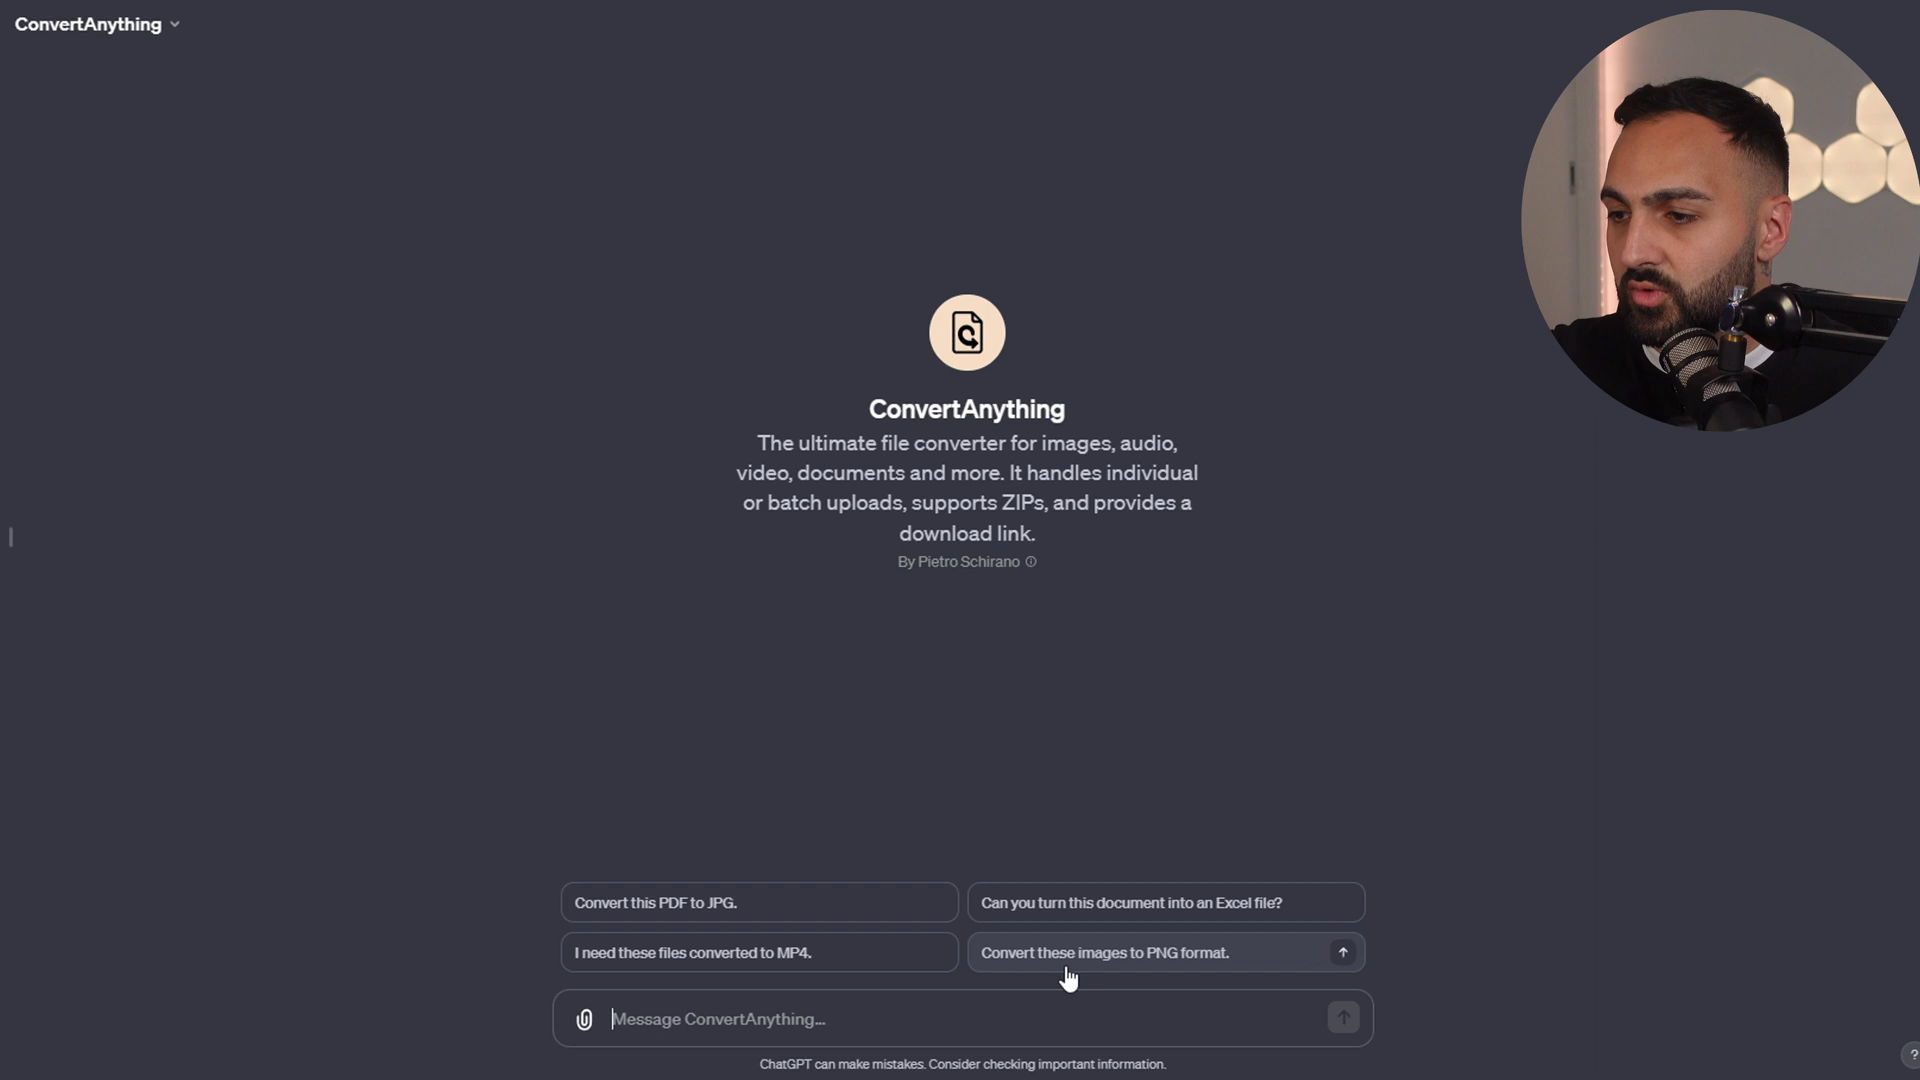 ConvertAnything
ConvertAnything
The ultimate file converter for images, audio,
video, documents and more. It handles individual
or batch uploads, supports ZIPs, and provides a
download link.
By Pietro Schirano
Convert this PDF to JPG.
Can you turn this document into an Excel file?
I need these files converted to MP4.
Convert these images to PNG format.
Message ConvertAnything...
ChatGPT can make mistakes. Consider checking important information.
?